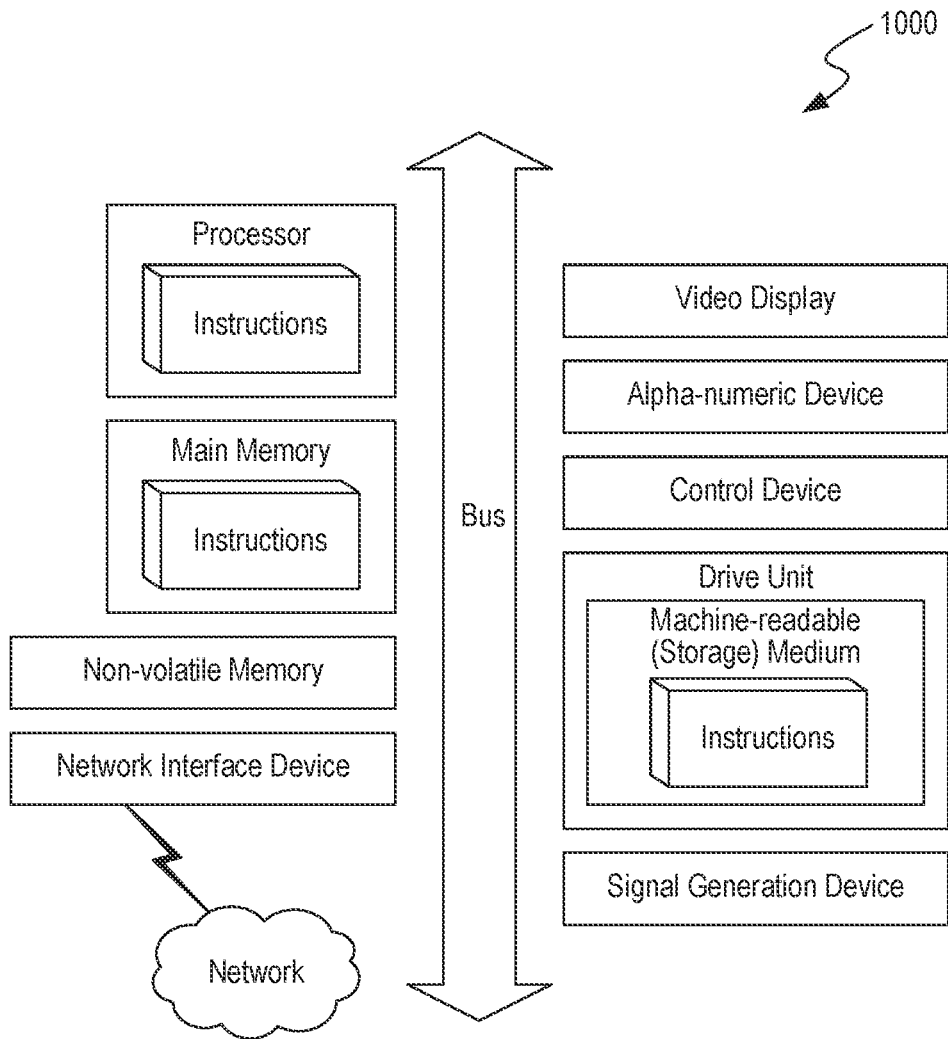 1000
Processor
Instructions
Main Memory
Instructions
Non-volatile Memory
Network Interface Device
Network
Bus
Video Display
Alpha-numeric Device
Control Device
Drive Unit
Machine-readable
(Storage) Medium
Instructions
Signal Generation Device